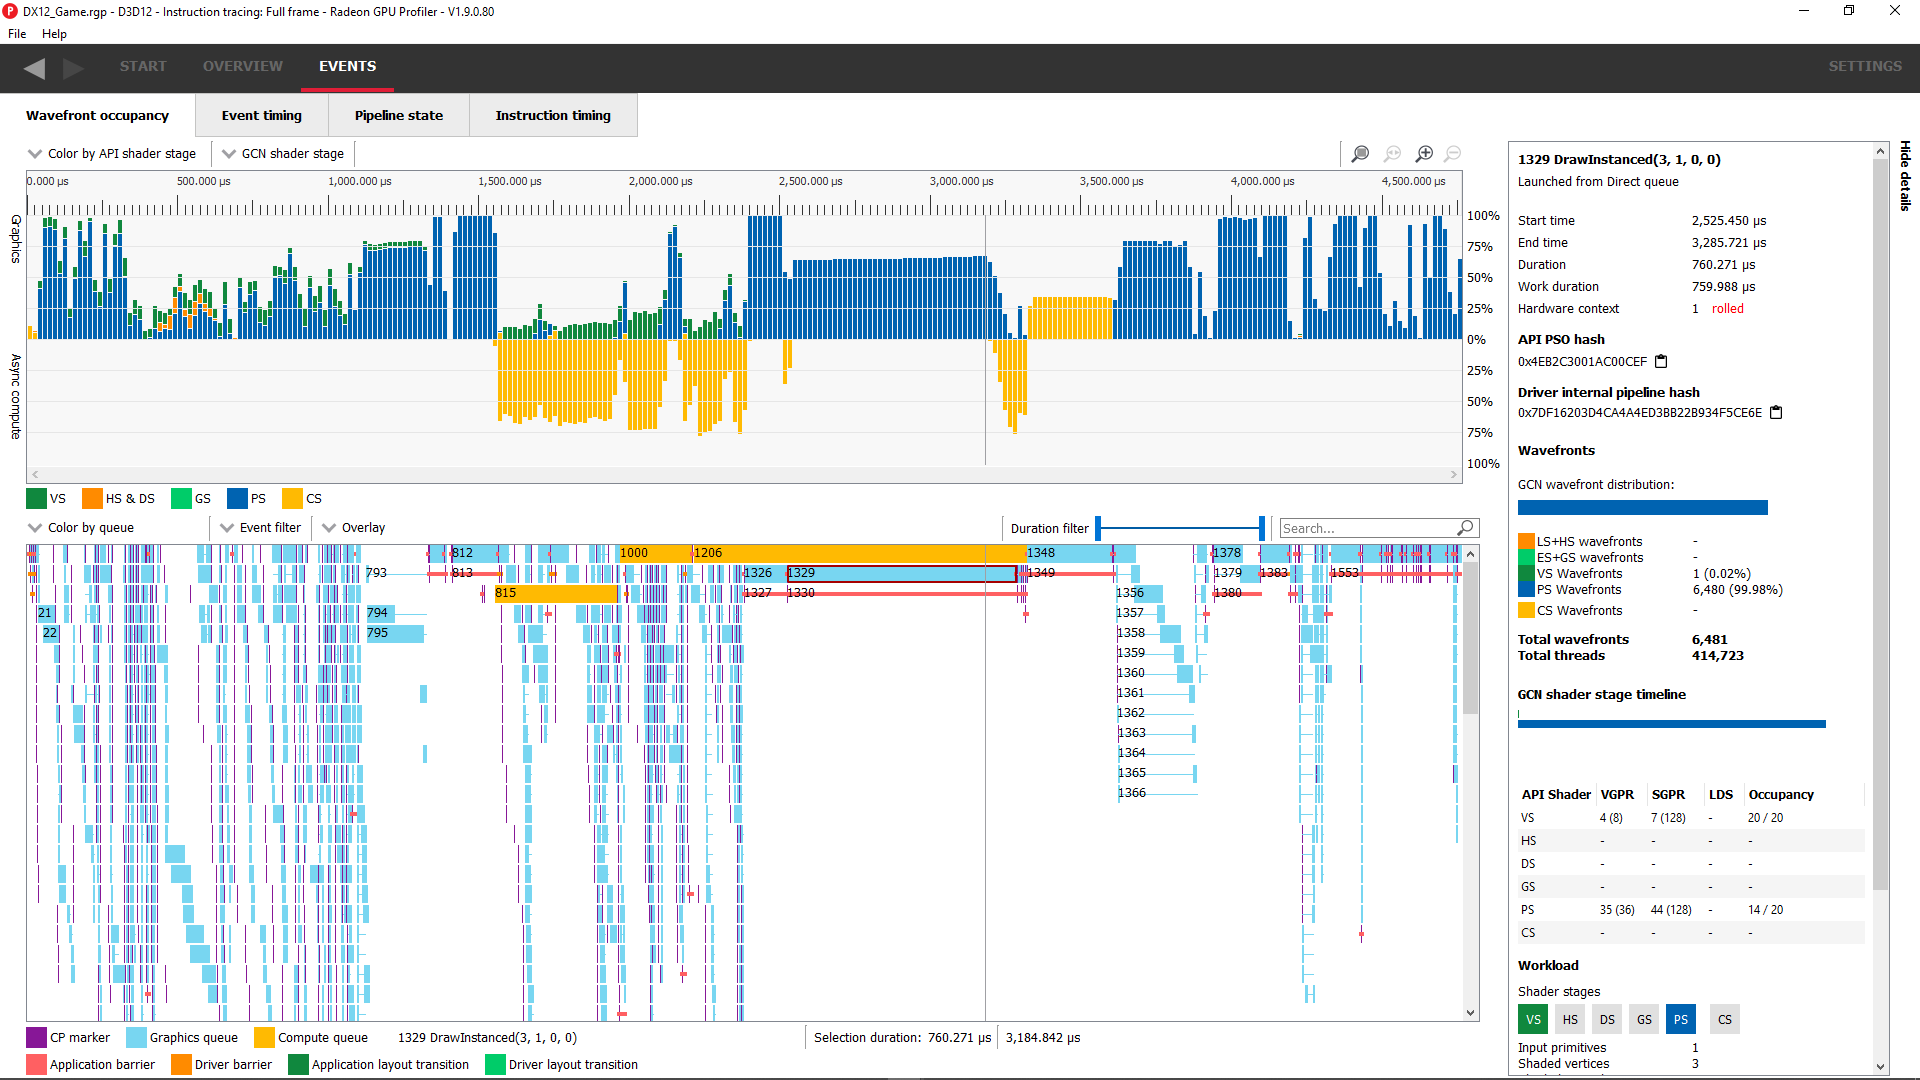 DX12_Game.rgp - D3D12 - Instruction tracing: Full frame - Radeon GPU Profiler - V1.9.0.80
File Help
START OVERVIEW EVENTS SETTINGS
Wavefront occupancy Event timing Pipeline state Instruction timing
Color by API shader stage GCN shader stage
0.000 µs 500.000 µs 1,000.000 µs 1,500.000 µs 2,000.000 µs 2,500.000 µs 3,000.000 µs 3,500.000 µs 4,000.000 µs 4,500.000 µs
Graphics
Async compute
100%
75%
50%
25%
0%
25%
50%
75%
100%
VS HS & DS GS PS CS
Color by queue Event filter Overlay Duration filter Search...
812 1000 1206 1348 1378
793 813 1326 1329 1349 1379 1383 1553
815 1327 1330 1356 1380
21 794 1357
22 795 1358
1359
1360
1361
1362
1363
1364
1365
1366
CP marker Graphics queue Compute queue 1329 DrawInstanced(3, 1, 0, 0) Selection duration: 760.271 µs 3,184.842 µs
Application barrier Driver barrier Application layout transition Driver layout transition
Hide details
1329 DrawInstanced(3, 1, 0, 0)
Launched from Direct queue
Start time 2,525.450 µs
End time 3,285.721 µs
Duration 760.271 µs
Work duration 759.988 µs
Hardware context 1 rolled
API PSO hash
0x4EB2C3001AC00CEF
Driver internal pipeline hash
0x7DF16203D4CA4A4ED3BB22B934F5CE6E
Wavefronts
GCN wavefront distribution:
LS+HS wavefronts -
ES+GS wavefronts -
VS Wavefronts 1 (0.02%)
PS Wavefronts 6,480 (99.98%)
CS Wavefronts -
Total wavefronts 6,481
Total threads 414,723
GCN shader stage timeline
API Shader VGPR SGPR LDS Occupancy
VS 4 (8) 7 (128) - 20 / 20
HS - - - -
DS - - - -
GS - - - -
PS 35 (36) 44 (128) - 14 / 20
CS - - - -
Workload
Shader stages
VS HS DS GS PS CS
Input primitives 1
Shaded vertices 3